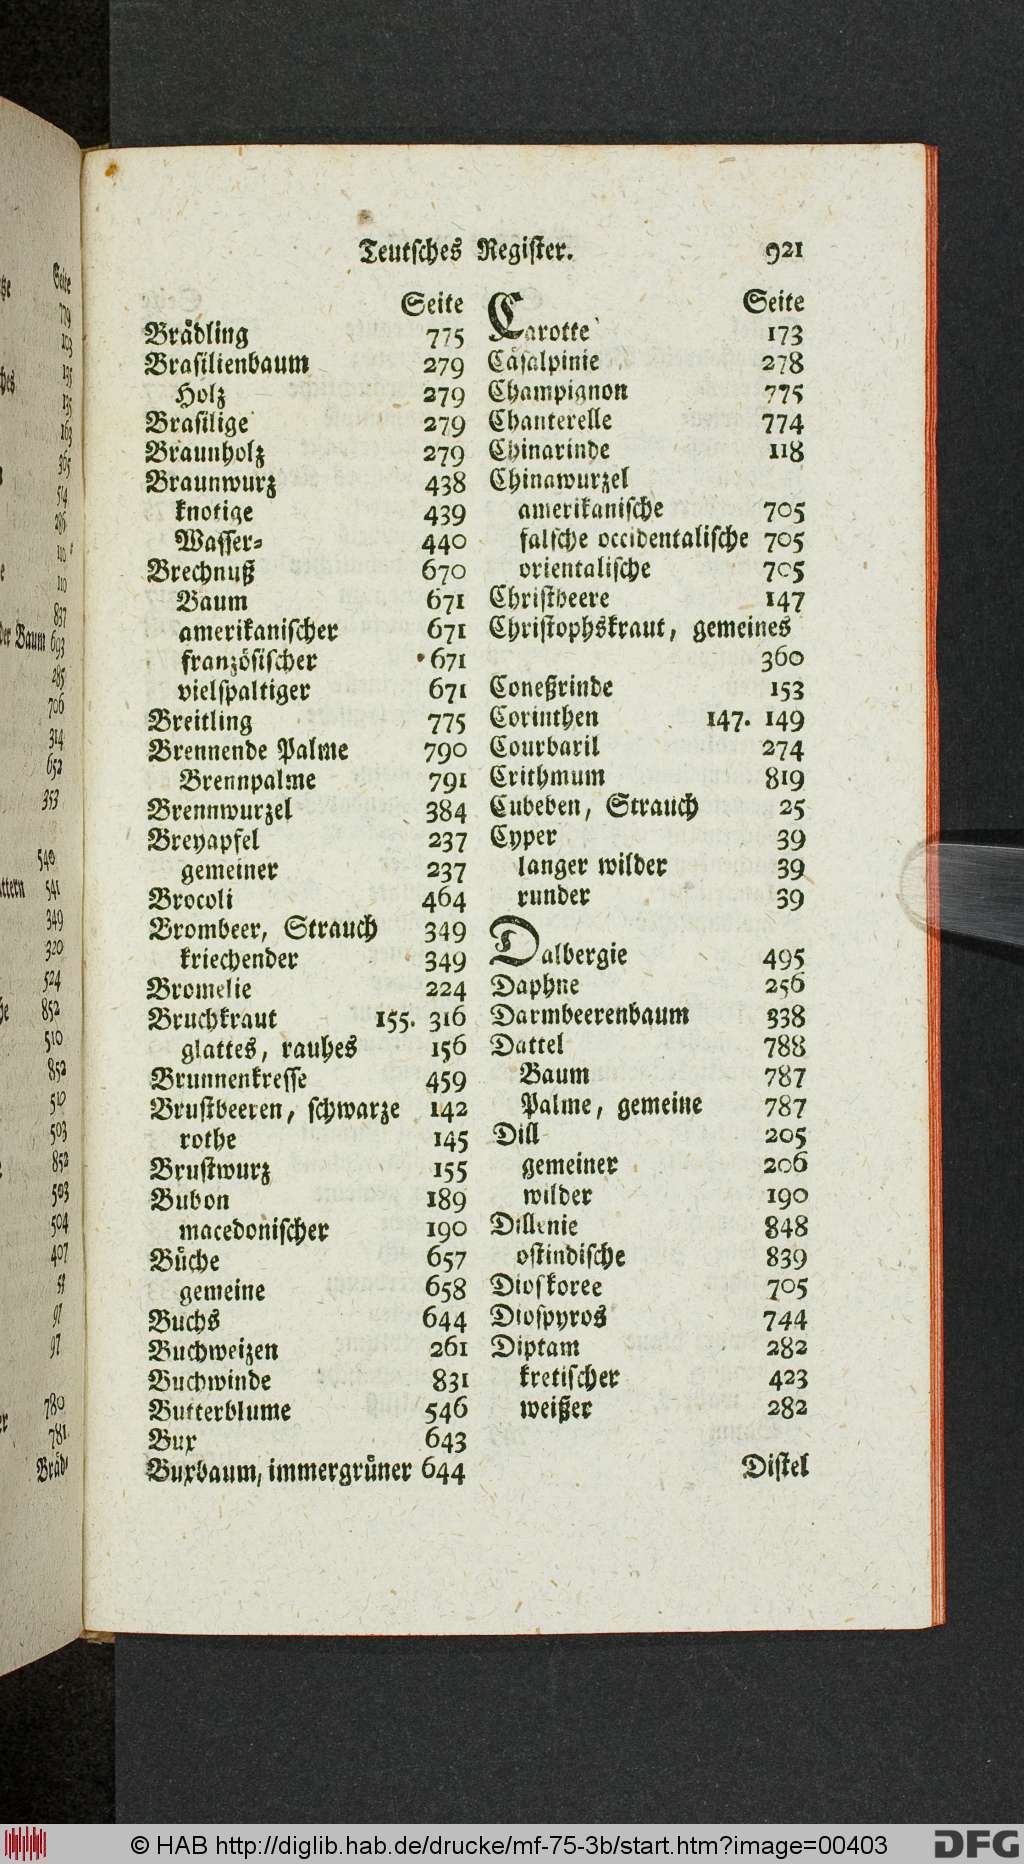 Teutsches Register. 921
Seite
Brådling 775
Brasilienbaum 279
Holz 279
Brasilige 279
Braunholz 279
Braunwurz 438
knotige 439
Wasser- 440
Brechnuß 670
Baum 671
amerikanischer 671
französischer 671
vielspaltiger 671
Breitling 775
Brennende Palme 790
Brennpalme 791
Brennwurzel 384
Breyapfel 237
gemeiner 237
Brocoli 464
Brombeer, Strauch 349
kriechender 349
Bromelie 224
Bruchkraut 155. 316
glattes, rauhes 156
Brunnenkresse 459
Brustbeeren, schwarze 142
rothe 145
Brustwurz 155
Bubon 189
macedonischer 190
Bůche 657
gemeine 658
Buchs 644
Buchweizen 261
Buchwinde 831
Butterblume 546
Bux 643
Buxbaum, immergrůner 644
Seite
Carotte 173
Cåsalpinie 278
Champignon 775
Chanterelle 774
Chinarinde 118
Chinawurzel
amerikanische 705
falsche occidentalische 705
orientalische 705
Christbeere 147
Christophskraut, gemeines
360
Coneßrinde 153
Corinthen 147. 149
Courbaril 274
Crithmum 819
Cubeben, Strauch 25
Cyper 39
langer wilder 39
runder 39
Dalbergie 495
Daphne 256
Darmbeerenbaum 338
Dattel 788
Baum 787
Palme, gemeine 787
Dill 205
gemeiner 206
wilder 190
Dillenie 848
ostindische 839
Dioskoree 705
Diospyros 744
Diptam 282
kretischer 423
weißer 282
Distel
© HAB http://diglib.hab.de/drucke/mf-75-3b/start.htm?image=00403
DFG